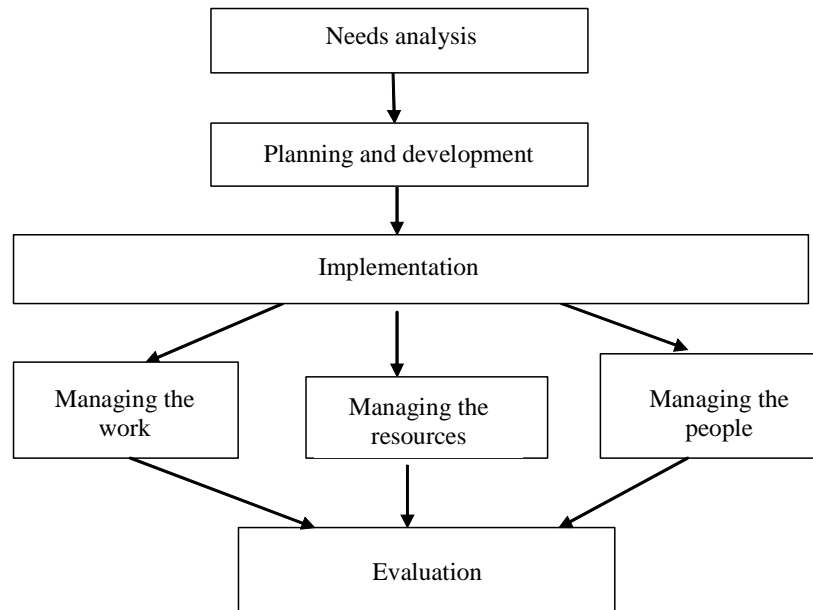 Needs analysis
Planning and development
Implementation
Managing the
work
Managing the
resources
Managing the
people
Evaluation